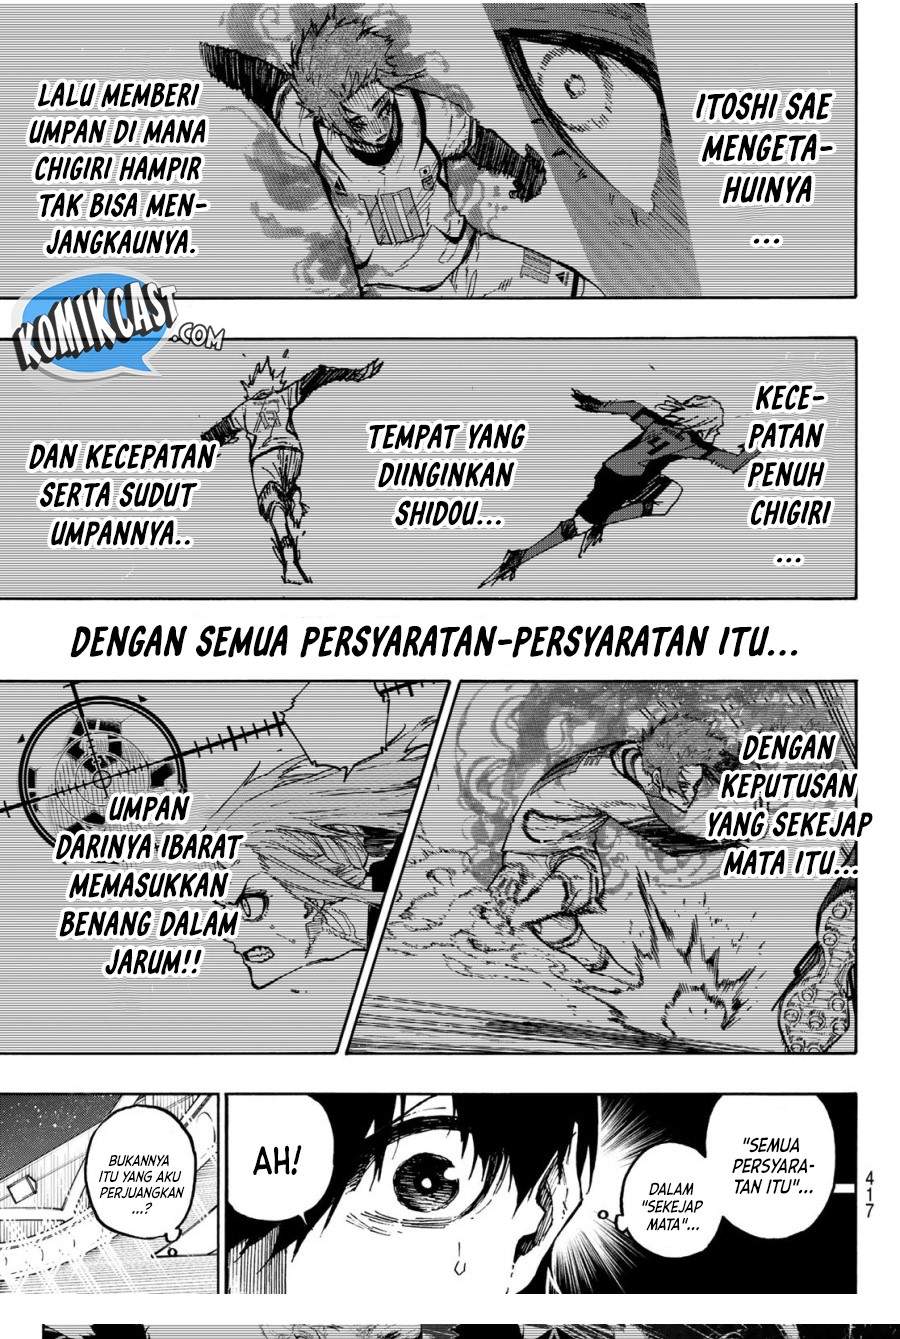 ITOSHI SAE
MENGETA-
HUINYA
...
LALU MEMBERI
UMPAN DI MANA
CHIGIRI HAMPIR
TAK BISA MEN-
JANGKAUNYA.
KOMIKCAST
.COM
KECE-
PATAN
PENUH
CHIGIRI
...
TEMPAT YANG
DIINGINKAN
SHIDOU...
DAN KECEPATAN
SERTA SUDUT
UMPANNYA..
DENGAN SEMUA PERSYARATAN-PERSYARATAN ITU...
DENGAN
KEPUTUSAN
YANG SEKEJAP
MATA ITU...
UMPAN
DARINYA IBARAT
MEMASUKKAN
BENANG DALAM
JARUM!!
"SEMUA
PERSYARA-
TAN ITU"...
DALAM
"SEKEJAP
MATA"...
AH!
BUKANNYA
ITU YANG AKU
PERJUANGKAN
...?
417